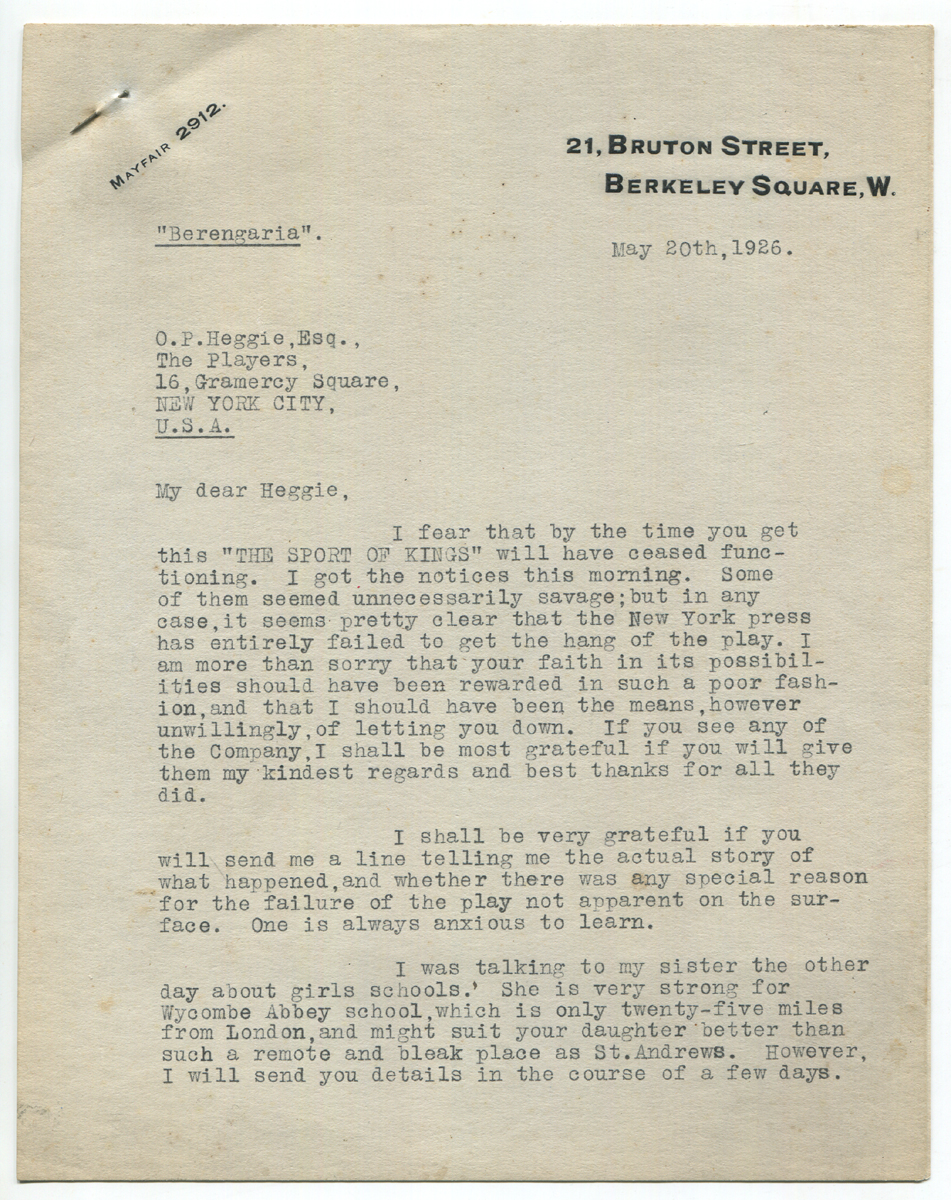 MAYFAIR 2912.
21, BRUTON STREET,
BERKELEY SQUARE, W.
"Berengaria".
May 20th,1926.
O.P.Heggie,Esq.,
The Players,
16,Gramercy Square,
NEW YORK CITY,
U.S.A.
My dear Heggie,
I fear that by the time you get
this "THE SPORT OF KINGS" will have ceased func-
tioning. I got the notices this morning. Some
of them seemed unnecessarily savage;but in any
case,it seems pretty clear that the New York press
has entirely failed to get the hang of the play. I
am more than sorry that your faith in its possibil-
ities should have been rewarded in such a poor fash-
ion,and that I should have been the means,however
unwillingly,of letting you down. If you see any of
the Company,I shall be most grateful if you will give
them my kindest regards and best thanks for all they
did.
I shall be very grateful if you
will send me a line telling me the actual story of
what happened,and whether there was any special reason
for the failure of the play not apparent on the sur-
face. One is always anxious to learn.
I was talking to my sister the other
day about girls schools.' She is very strong for
Wycombe Abbey school,which is only twenty-five miles
from London,and might suit your daughter better than
such a remote and bleak place as St.Andrews. However,
I will send you details in the course of a few days.